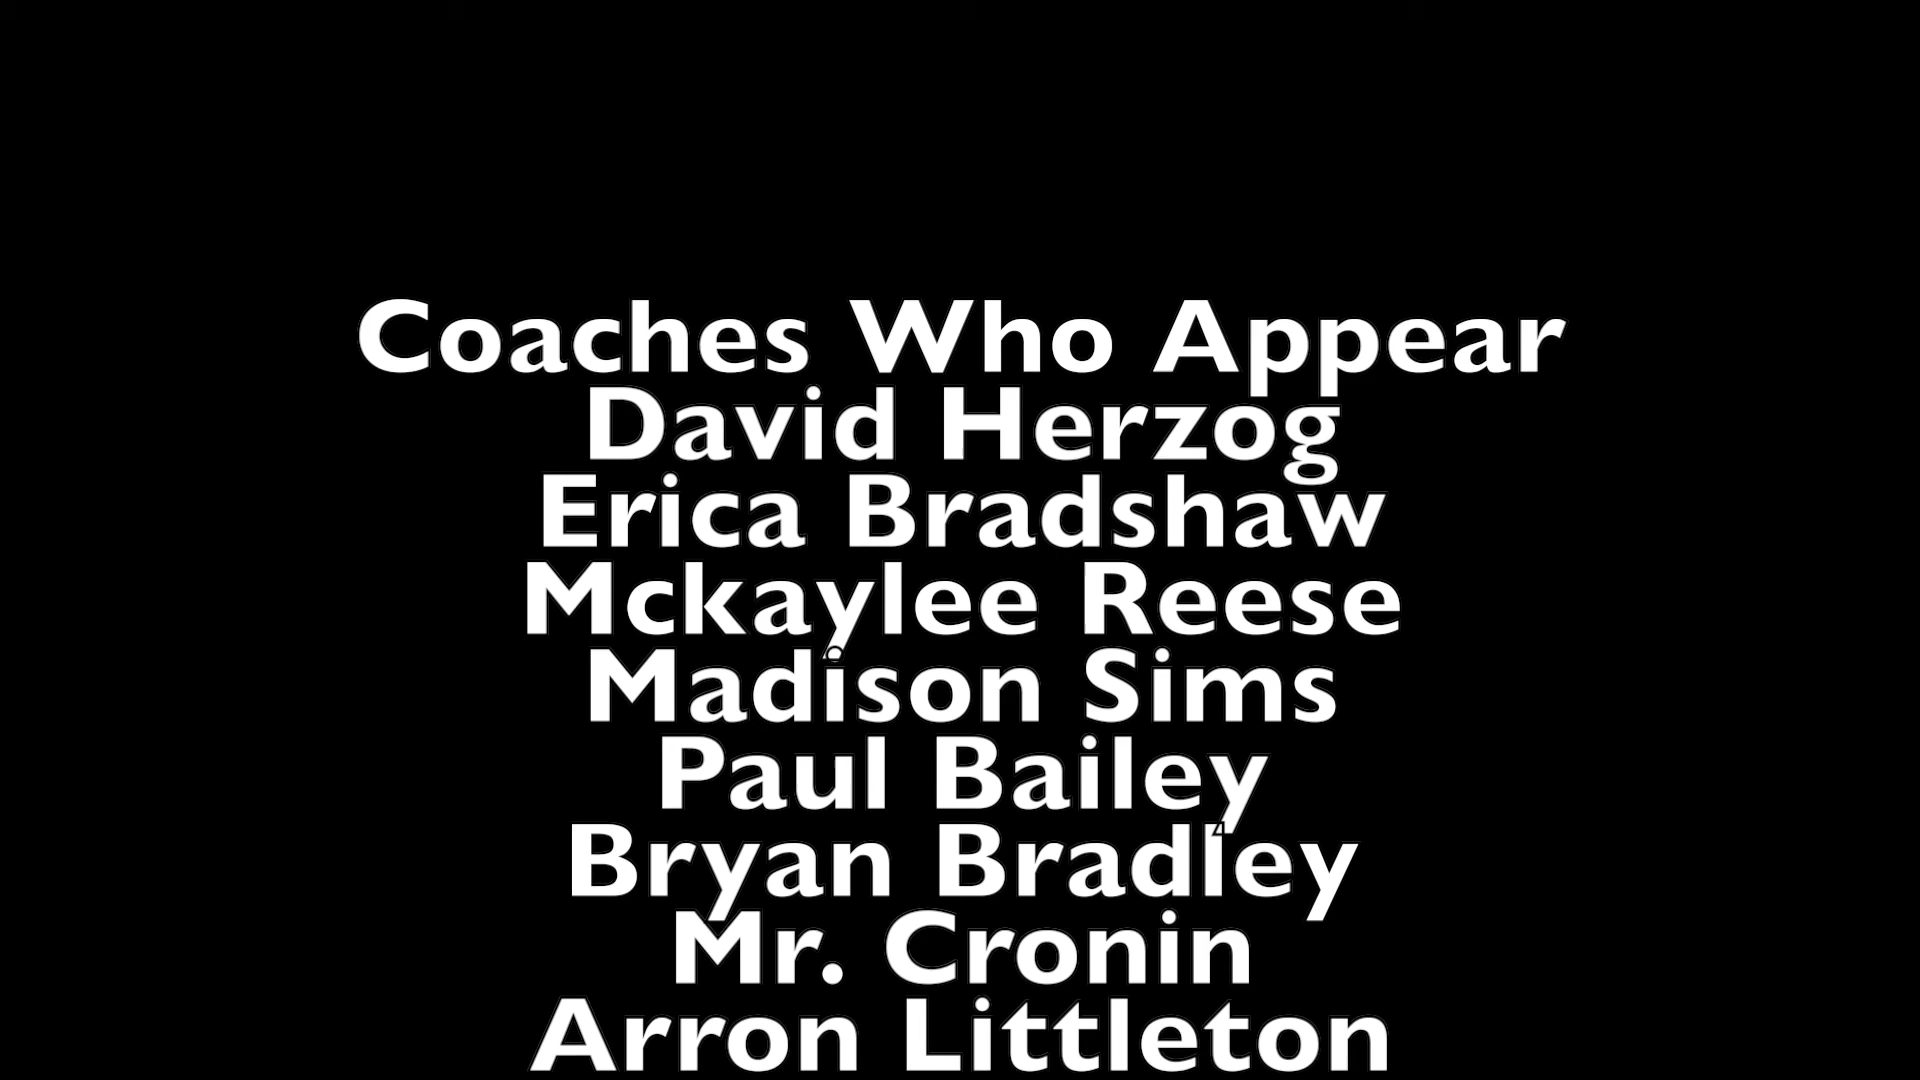 Coaches Who Appear
David Herzog
Erica Bradshaw
Mckaylee Reese
Madison Sims
Paul Bailey
Bryan Bradley
Mr. Cronin
Arron Littleton